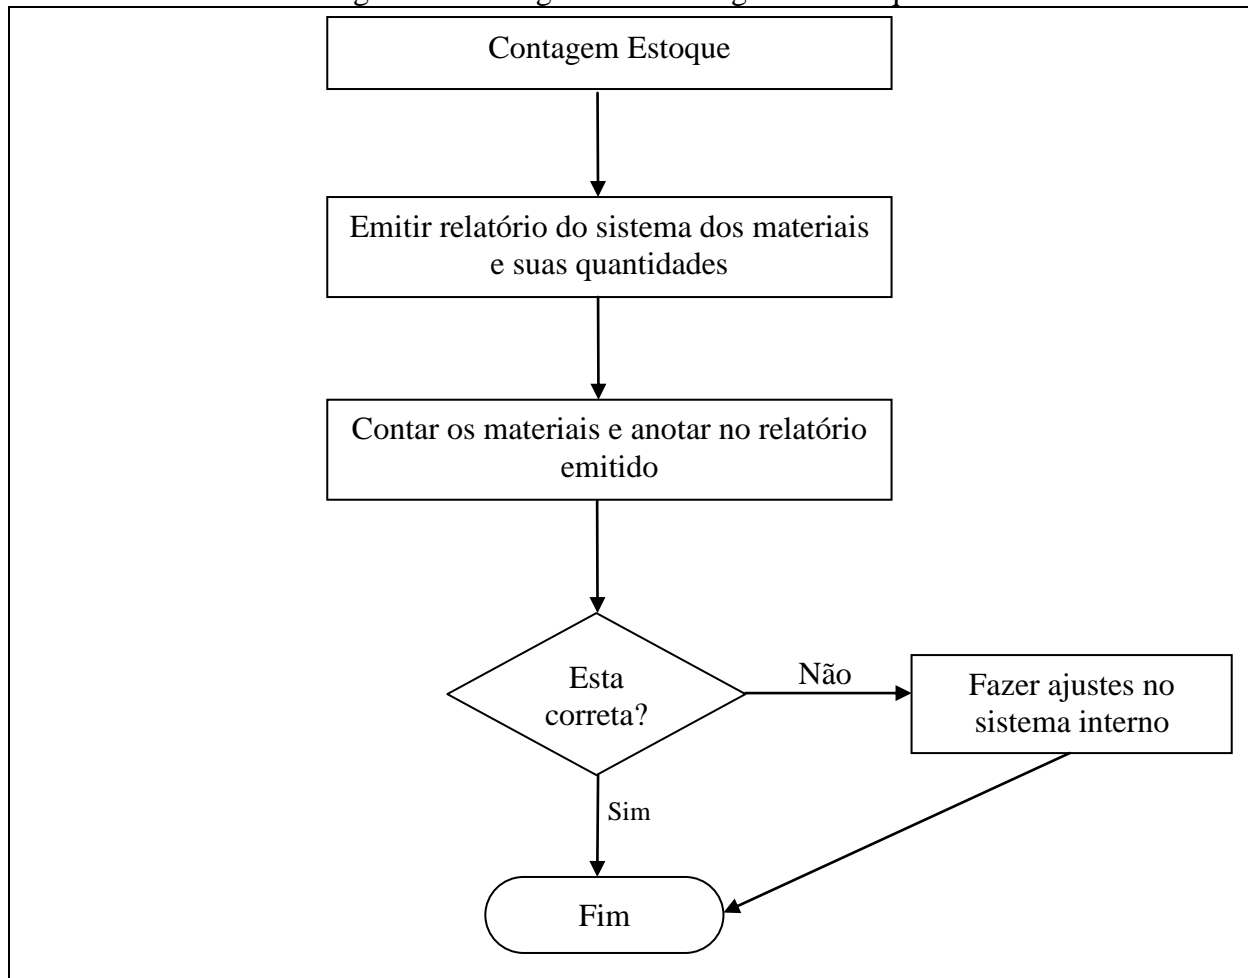 Contagem Estoque
Emitir relatório do sistema dos materiais
e suas quantidades
Contar os materiais e anotar no relatório
emitido
Esta
correta?
Não
Fazer ajustes no
sistema interno
Sim
Fim